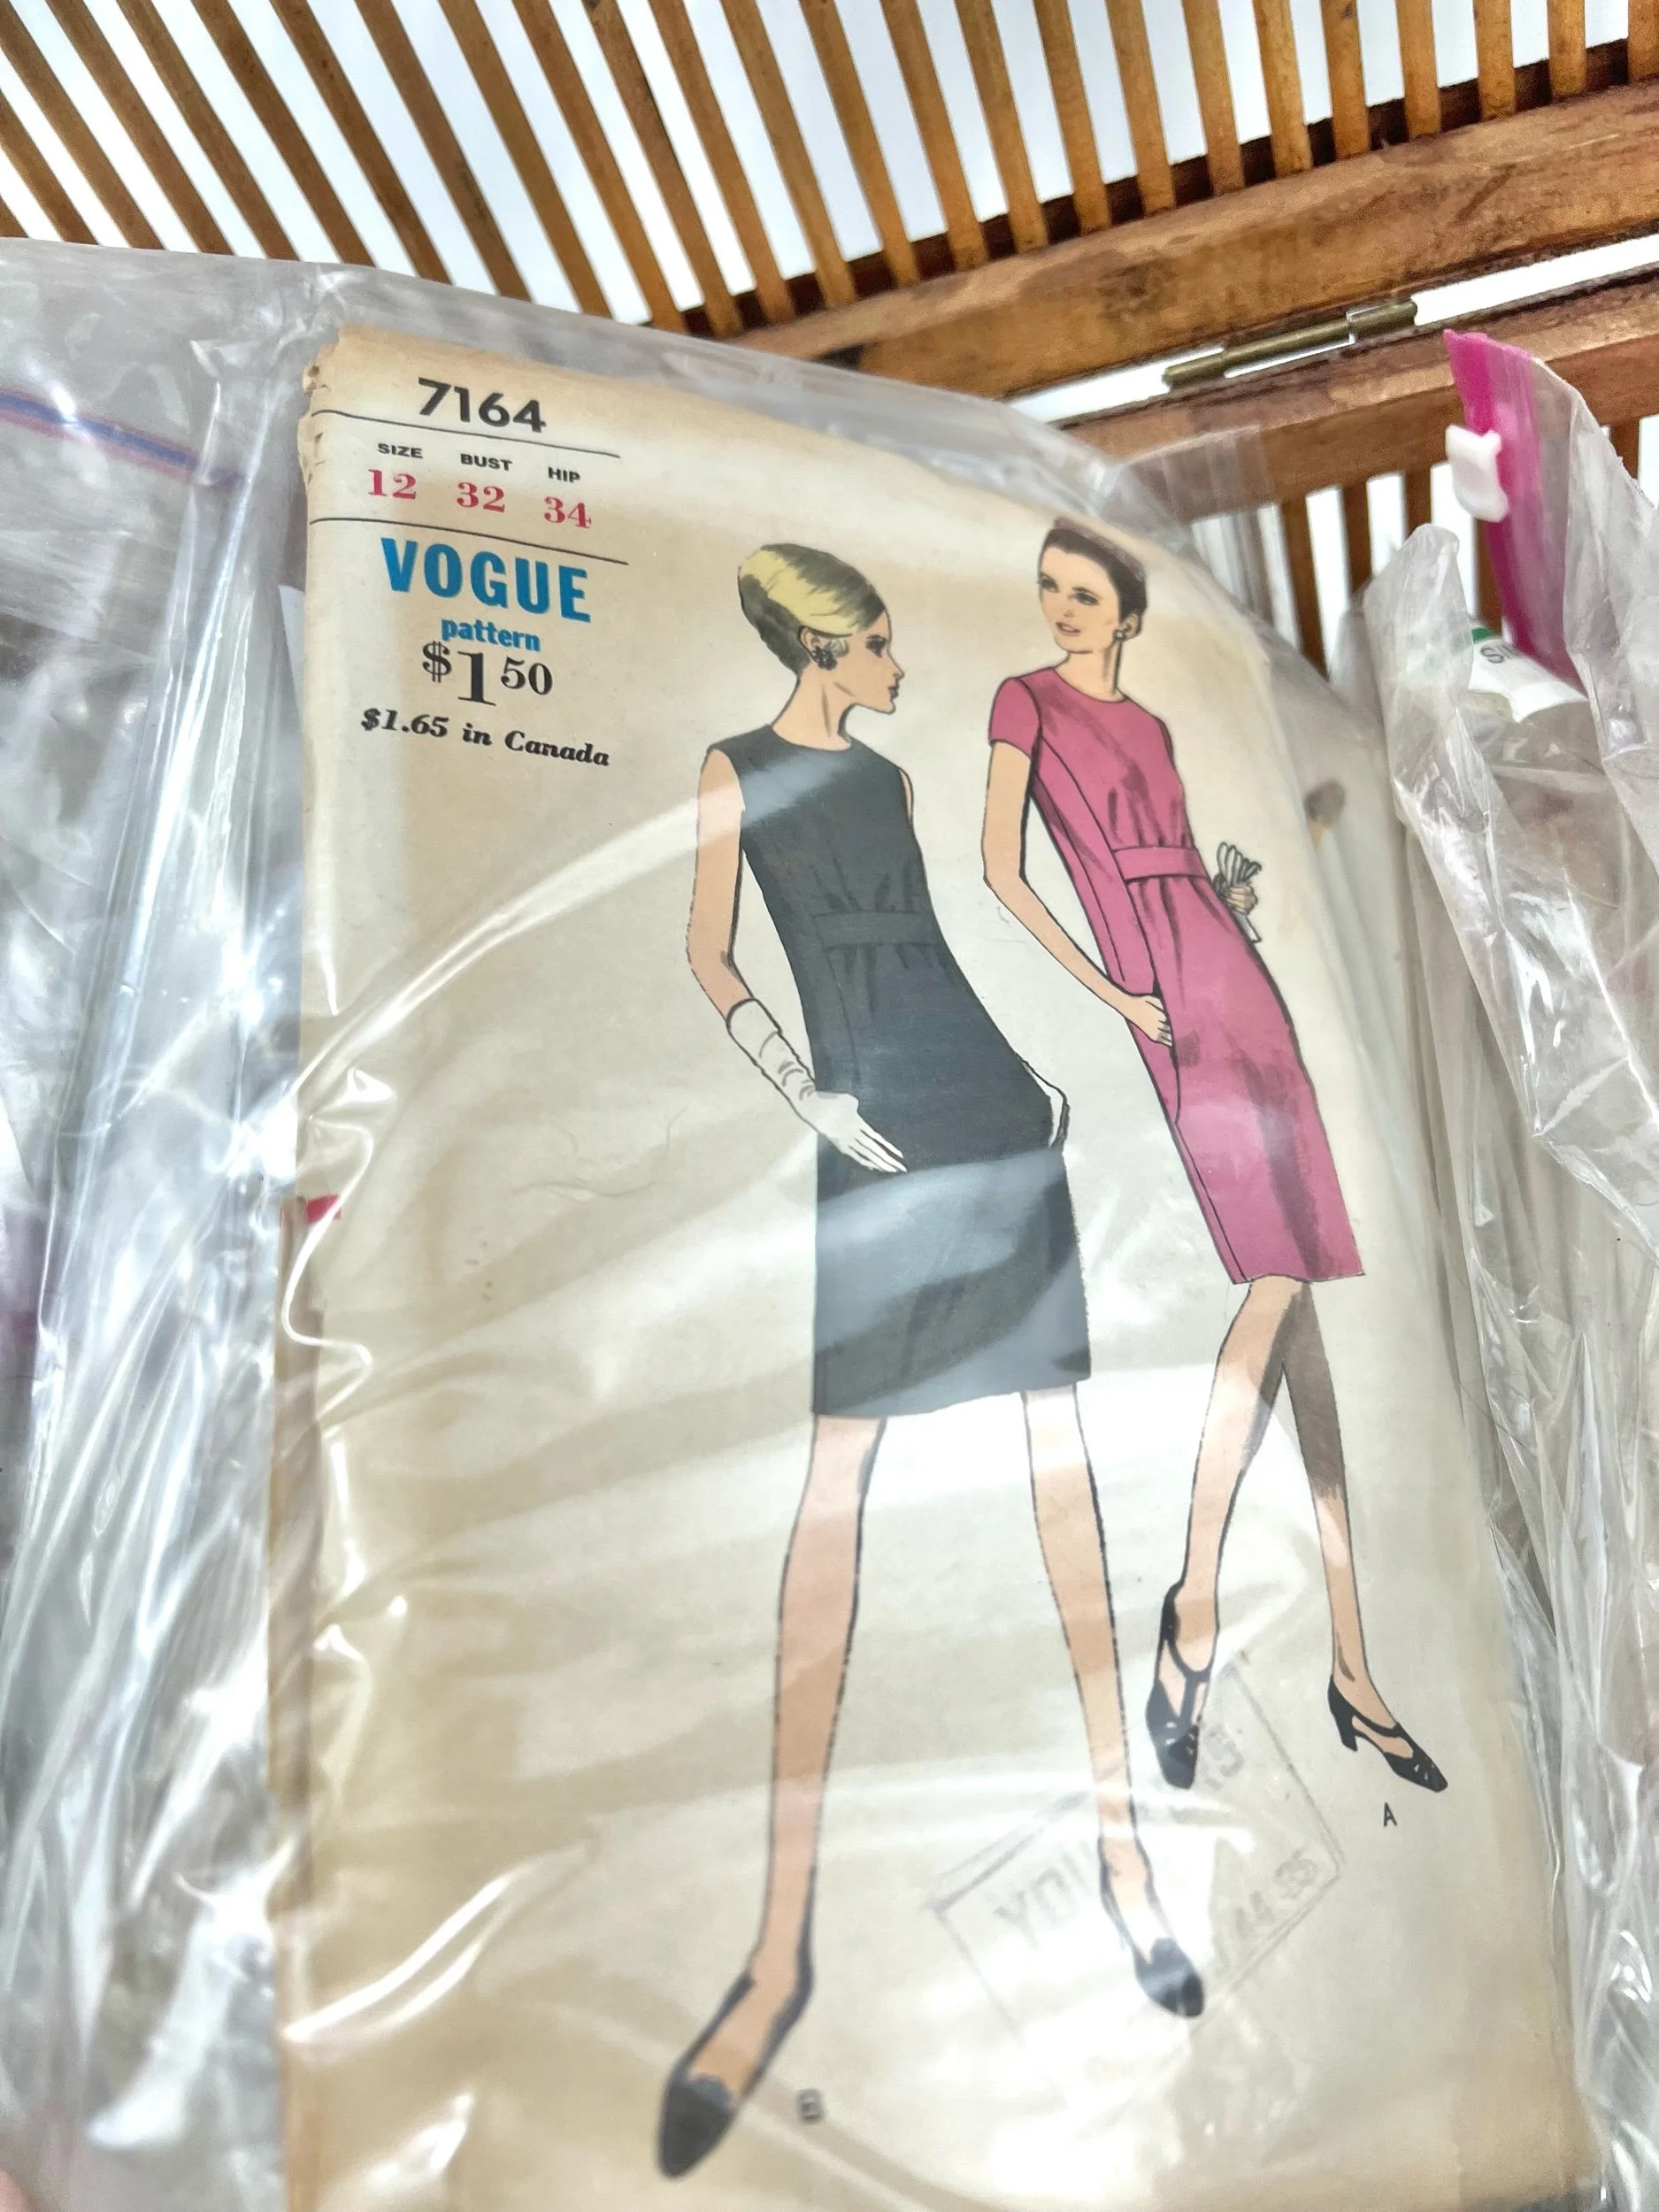 7164
SIZE BUST HIP
12 32 34
VOGUE
pattern
$1.50
$1.65 in Canada
A
B